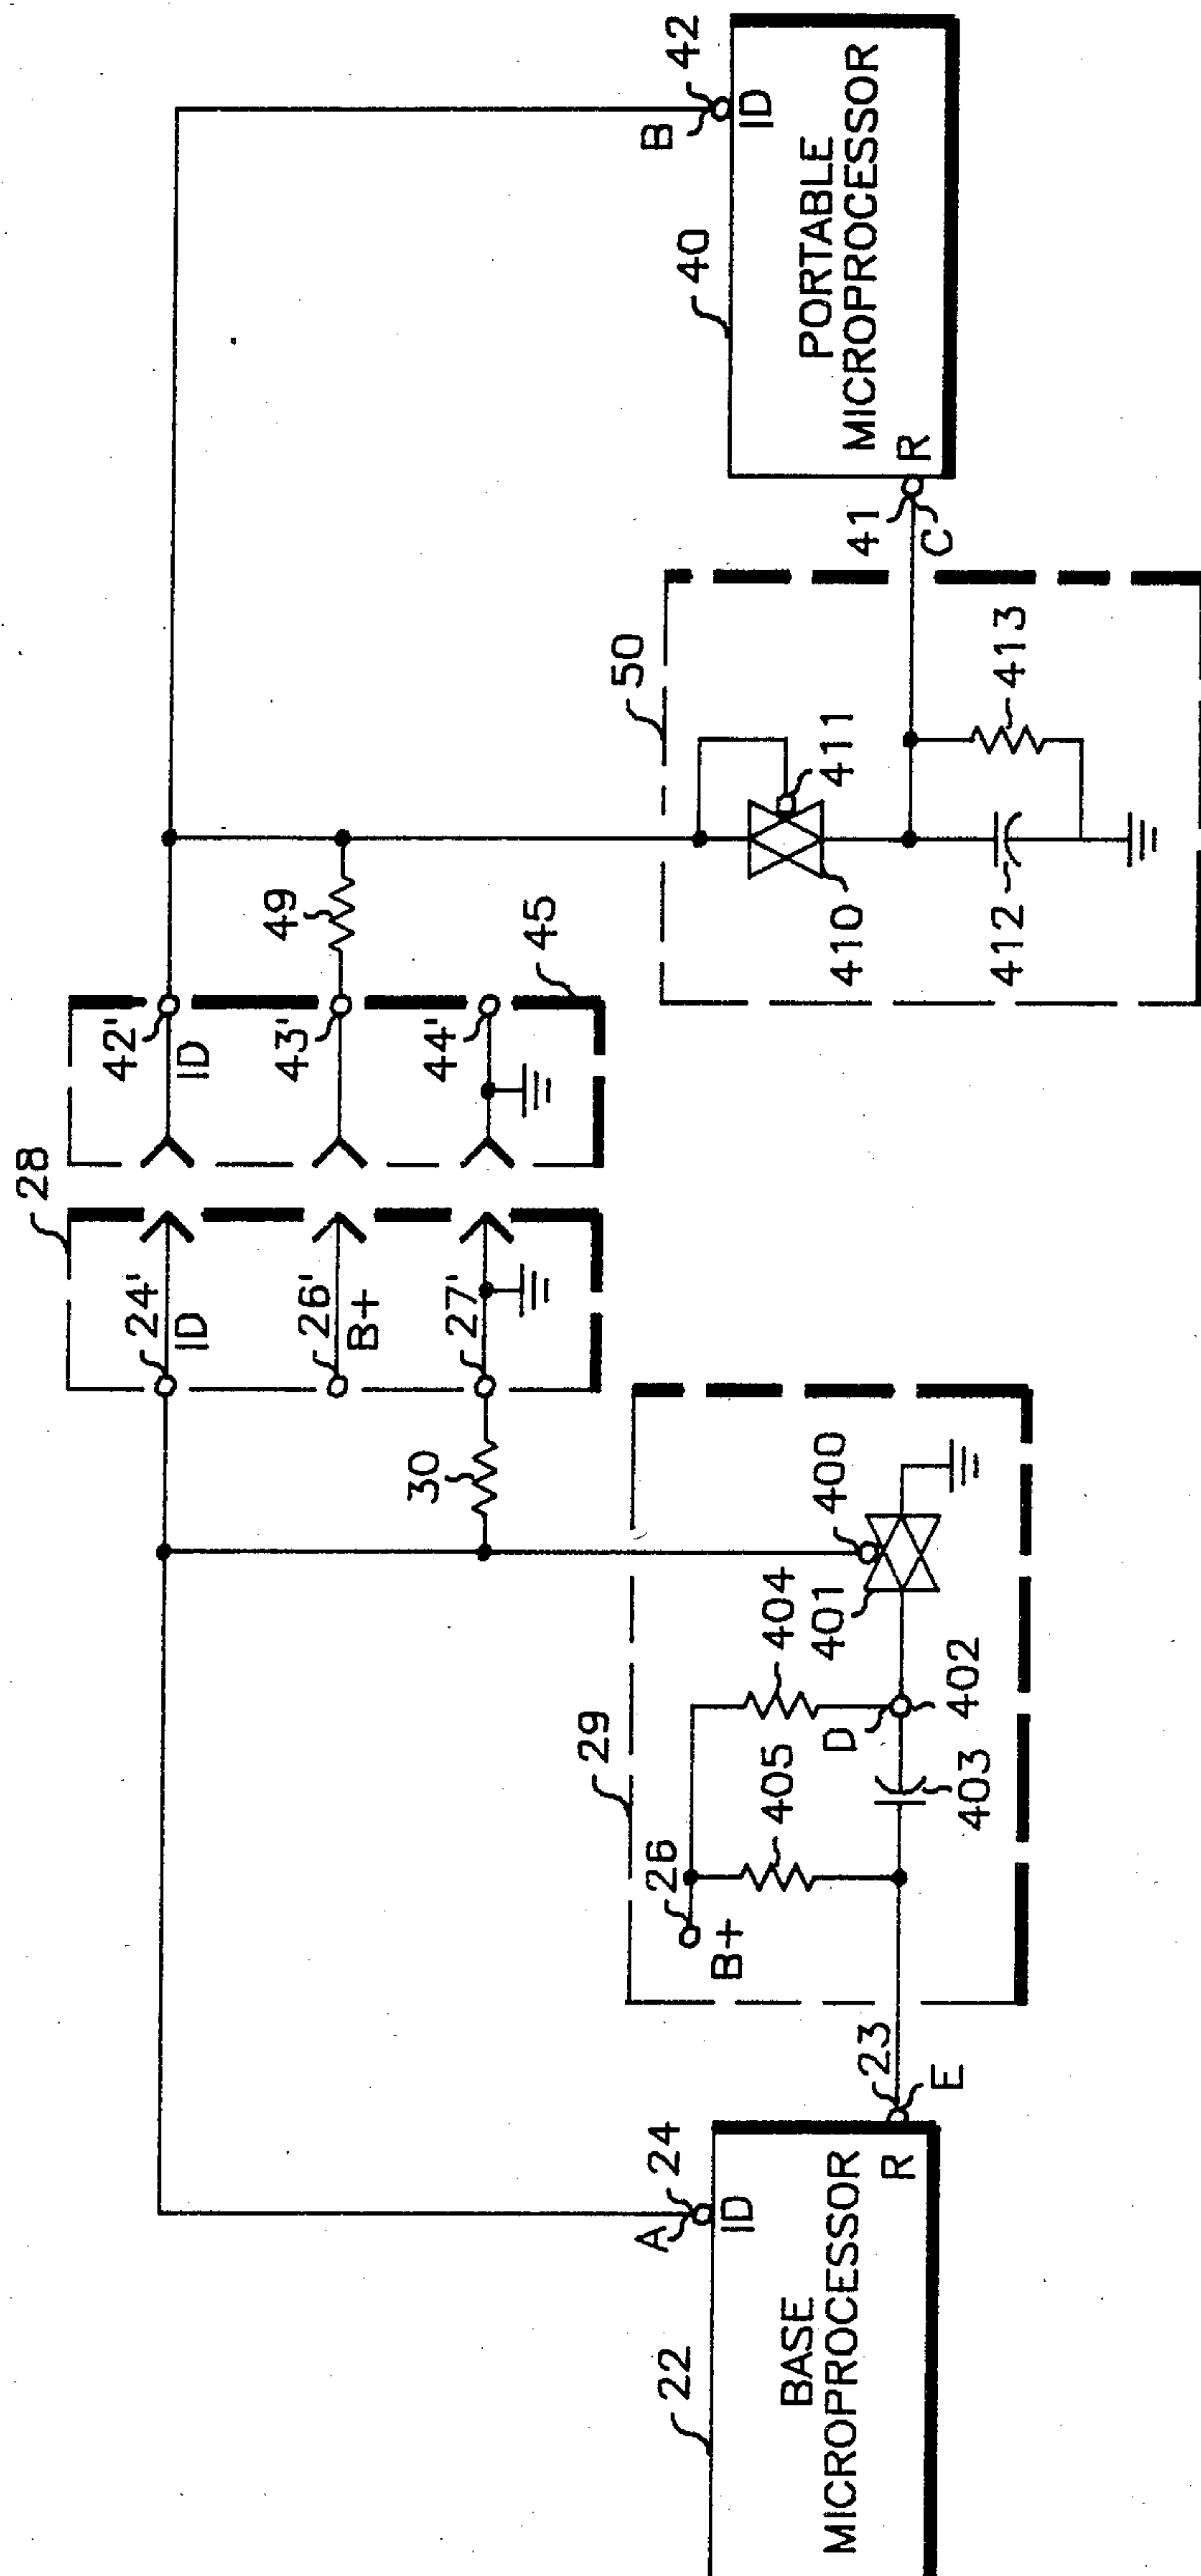 22
A
24
ID
BASE
MICROPROCESSOR
R
23
E
29
26
B+
405
404
D
403
402
401
400
30
28
24'
ID
26'
B+
27'
42'
ID
43'
44'
45
49
50
410
411
412
413
41
C
40
B
42
ID
PORTABLE
MICROPROCESSOR
R